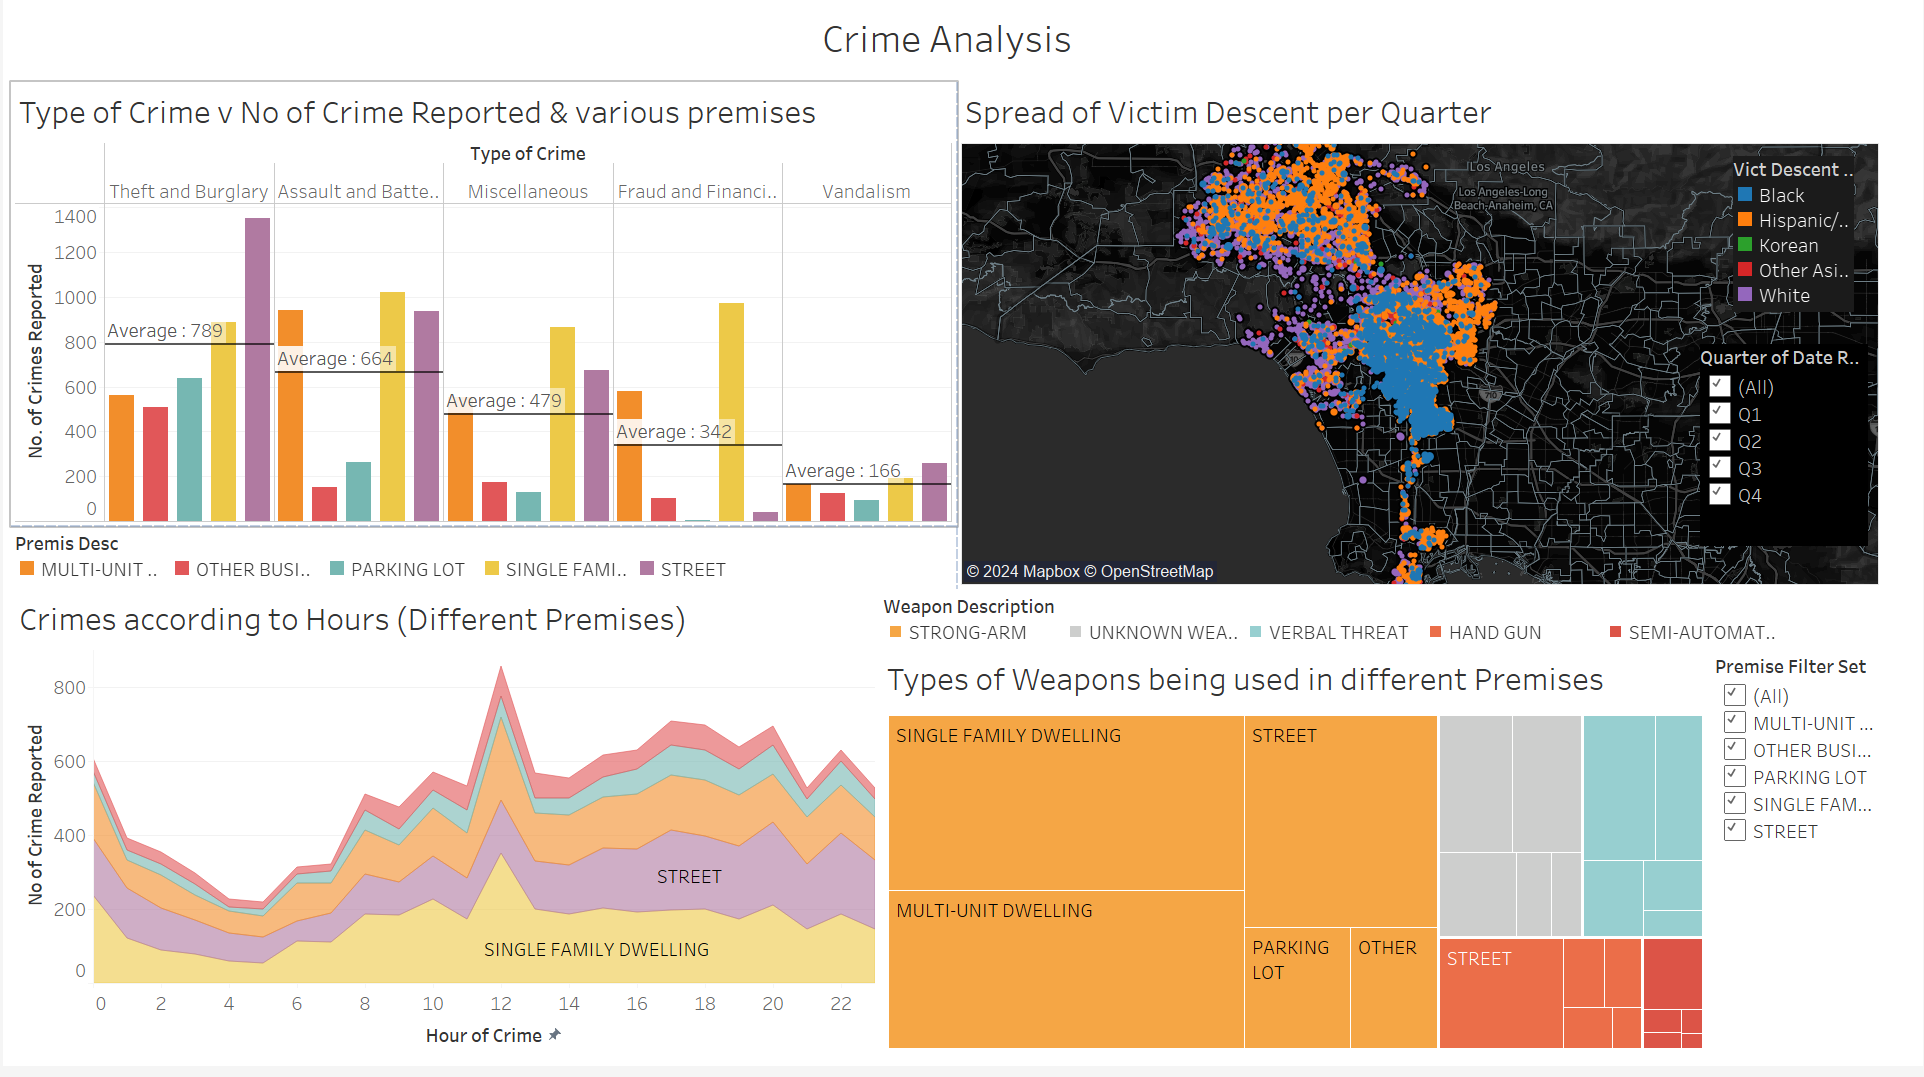 Crime Analysis
Type of Crime v No of Crime Reported & various premises
Type of Crime
Theft and Burglary
Assault and Batte..
Miscellaneous
Fraud and Financi..
Vandalism
No. of Crimes Reported
1400
1200
1000
800
600
400
200
0
Average : 789
Average : 664
Average : 479
Average : 342
Average : 166
Premis Desc
MULTI-UNIT ..
OTHER BUSI..
PARKING LOT
SINGLE FAMI..
STREET
Spread of Victim Descent per Quarter
Los Angeles
Los Angeles-Long
Beach-Anaheim, CA
10
710
Vict Descent ..
Black
Hispanic/..
Korean
Other Asi..
White
Quarter of Date R..
(All)
Q1
Q2
Q3
Q4
© 2024 Mapbox © OpenStreetMap
Crimes according to Hours (Different Premises)
No of Crime Reported
800
600
400
200
0
STREET
SINGLE FAMILY DWELLING
0 2 4 6 8 10 12 14 16 18 20 22
Hour of Crime
Weapon Description
STRONG-ARM
UNKNOWN WEA..
VERBAL THREAT
HAND GUN
SEMI-AUTOMAT..
Types of Weapons being used in different Premises
SINGLE FAMILY DWELLING
STREET
MULTI-UNIT DWELLING
PARKING
LOT
OTHER
STREET
Premise Filter Set
(All)
MULTI-UNIT ...
OTHER BUSI...
PARKING LOT
SINGLE FAM...
STREET